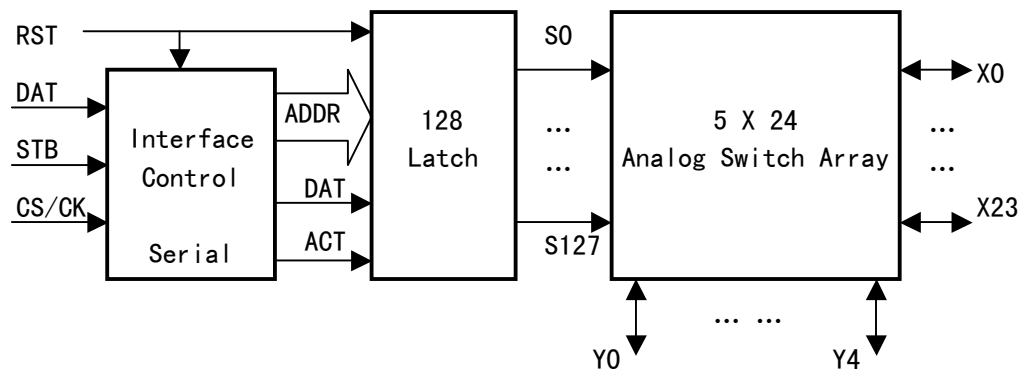 RST
DAT
STB
CS/CK
Interface
Control
Serial
ADDR
DAT
ACT
128
Latch
S0
... 
...
S127
5 X 24
Analog Switch Array
X0
...
...
X23
Y0
... ...
Y4